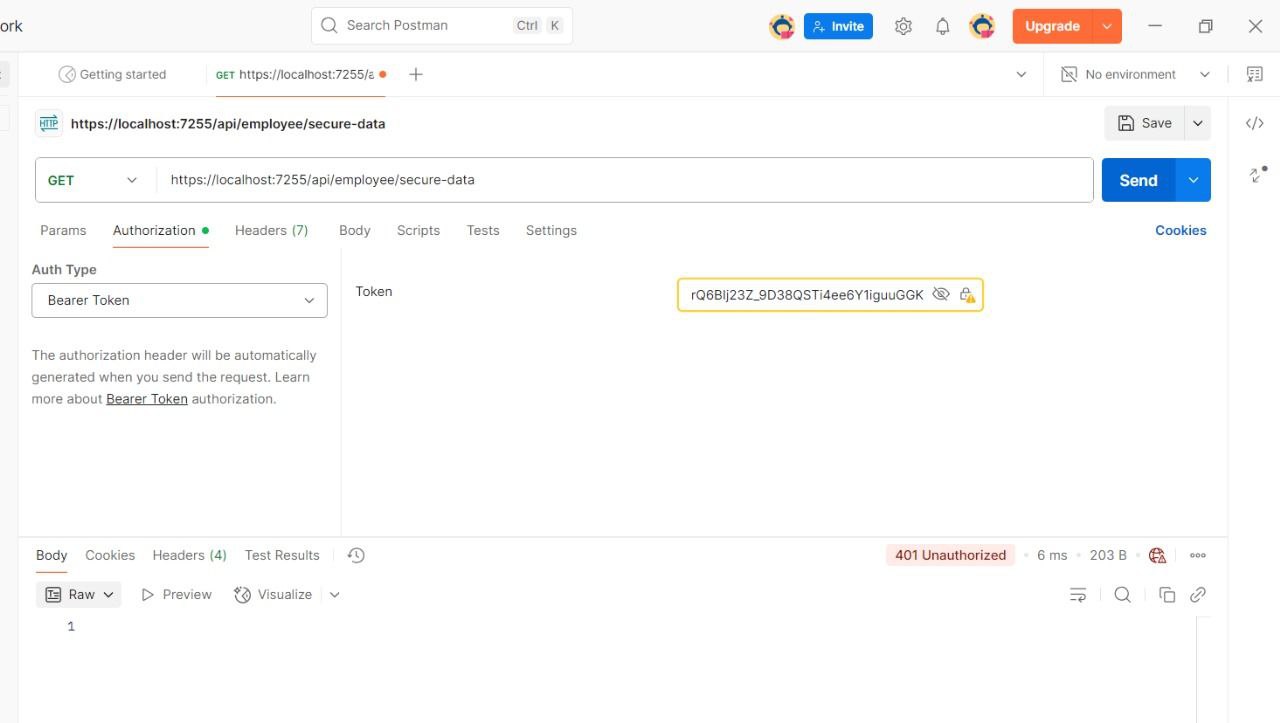 ork
Search Postman Ctrl K
Invite
Upgrade
Getting started
GET https://localhost:7255/a
No environment
HTTP https://localhost:7255/api/employee/secure-data
Save
GET https://localhost:7255/api/employee/secure-data
Send
Params Authorization Headers (7) Body Scripts Tests Settings Cookies
Auth Type
Bearer Token
Token
rQ6BIj23Z_9D38QSTi4ee6Y1iguuGGK
The authorization header will be automatically
generated when you send the request. Learn
more about Bearer Token authorization.
Body Cookies Headers (4) Test Results
401 Unauthorized • 6 ms • 203 B
Raw Preview Visualize
1